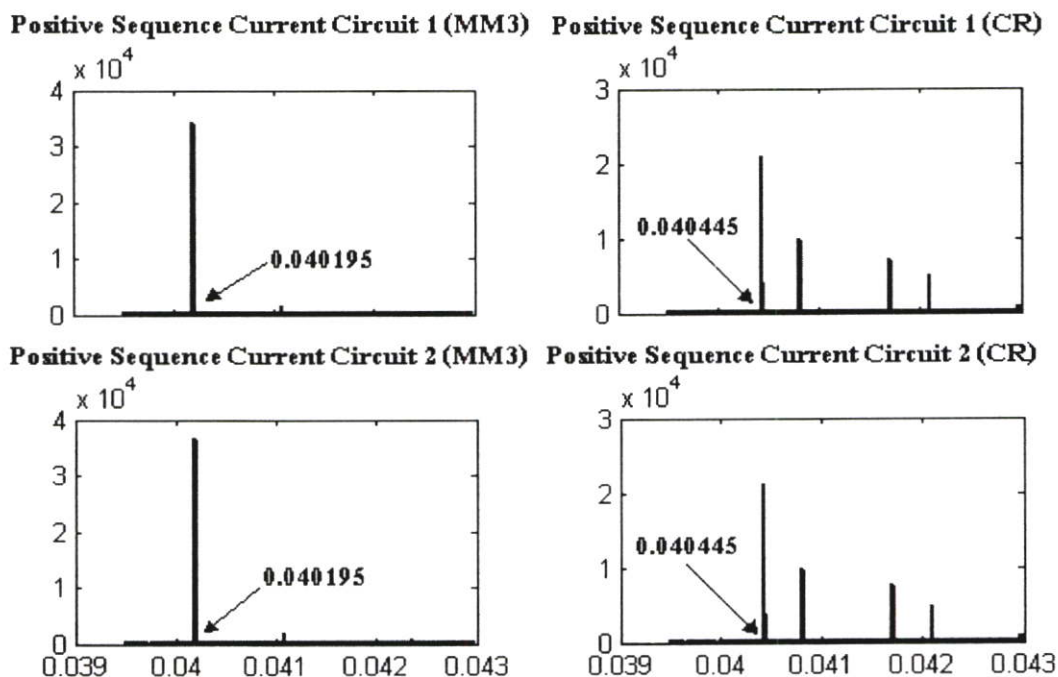 Positive Sequence Current Circuit 1 (MM3)
x 10^4
4
3
2
1
0
0.040195
Positive Sequence Current Circuit 1 (CR)
x 10^4
3
2
1
0
0.040445
Positive Sequence Current Circuit 2 (MM3)
x 10^4
4
3
2
1
0
0.040195
0.039 0.04 0.041 0.042 0.043
Positive Sequence Current Circuit 2 (CR)
x 10^4
3
2
1
0
0.040445
0.039 0.04 0.041 0.042 0.043